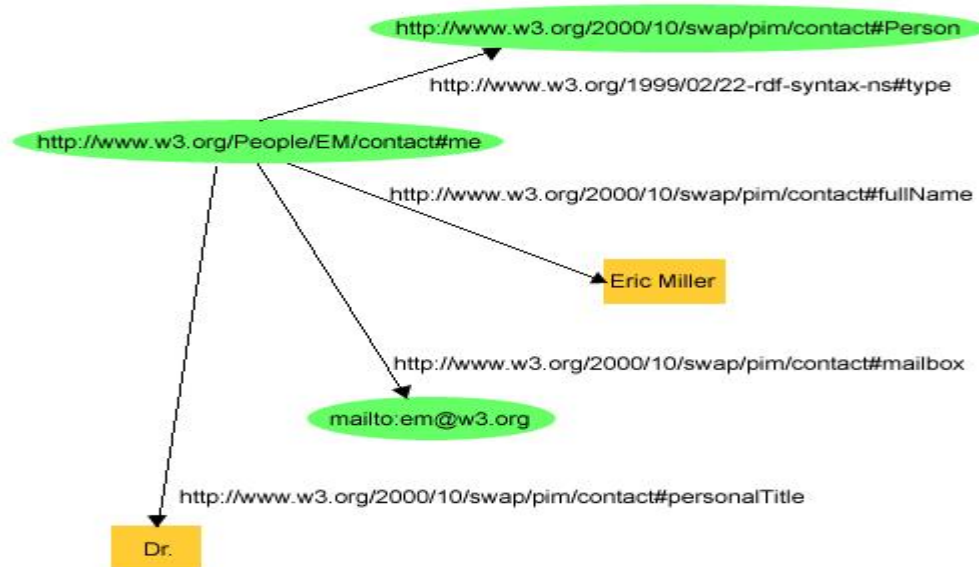 http://www.w3.org/2000/10/swap/pim/contact#Person
http://www.w3.org/1999/02/22-rdf-syntax-ns#type
http://www.w3.org/People/EM/contact#me
http://www.w3.org/2000/10/swap/pim/contact#fullName
Eric Miller
http://www.w3.org/2000/10/swap/pim/contact#mailbox
mailto:em@w3.org
http://www.w3.org/2000/10/swap/pim/contact#personalTitle
Dr.